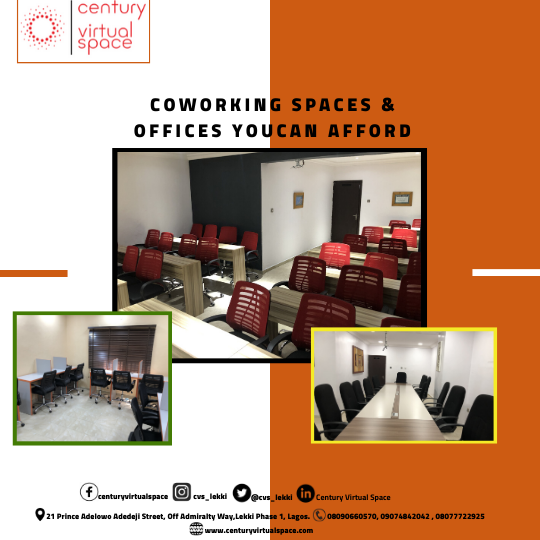 century
virtual
space
COWORKING SPACES &
OFFICES YOUCAN AFFORD
centuryvirtualspace cvs_lekki @cvs_lekki Century Virtual Space
21 Prince Adelowo Adedeji Street, Off Admiralty Way,Lekki Phase 1, Lagos. 08090660570, 09074842042 , 08077722925
www.centuryvirtualspace.com